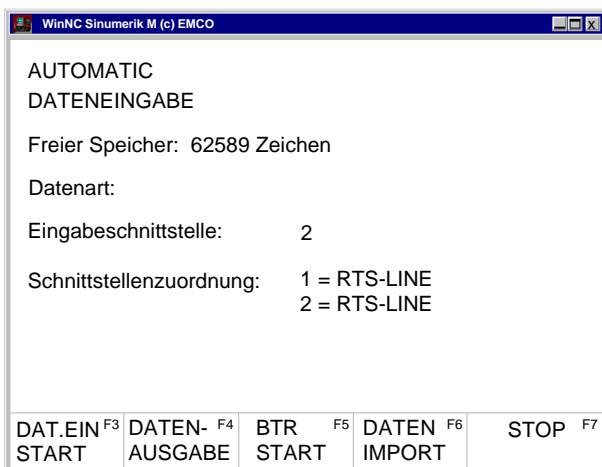 WinNC Sinumerik M (c) EMCO
AUTOMATIC
DATENEINGABE
Freier Speicher: 62589 Zeichen
Datenart:
Eingabeschnittstelle: 2
Schnittstellenzuordnung: 1 = RTS-LINE
2 = RTS-LINE
DAT.EIN F3 DATEN- F4 BTR F5 DATEN F6 STOP F7
START AUSGABE START IMPORT